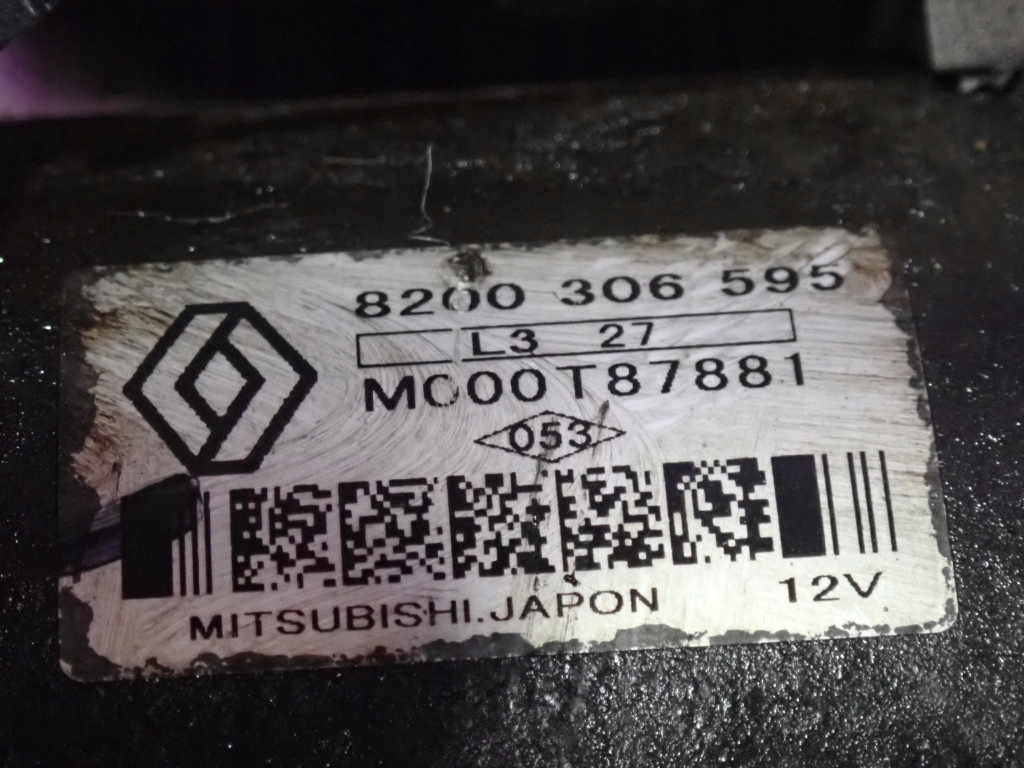 8200 306 595
L3 27
M000T87881
053
MITSUBISHI.JAPON
12V